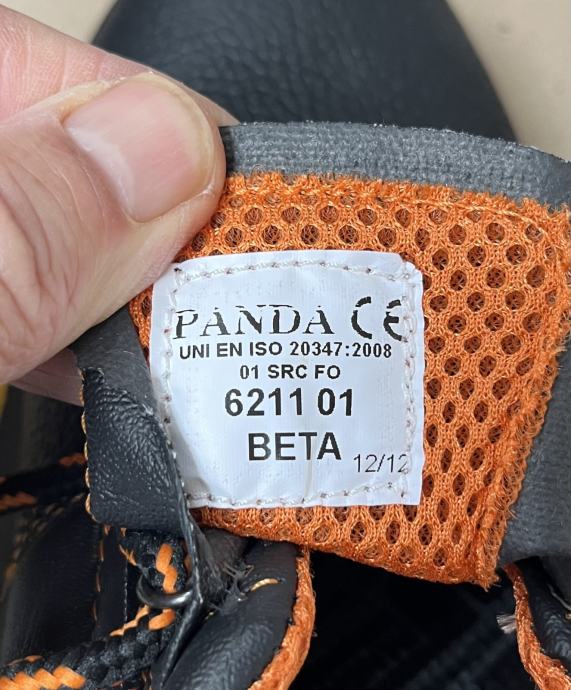 PANDA CE
UNI EN ISO 20347:2008
01 SRC FO
6211 01
BETA 12/12